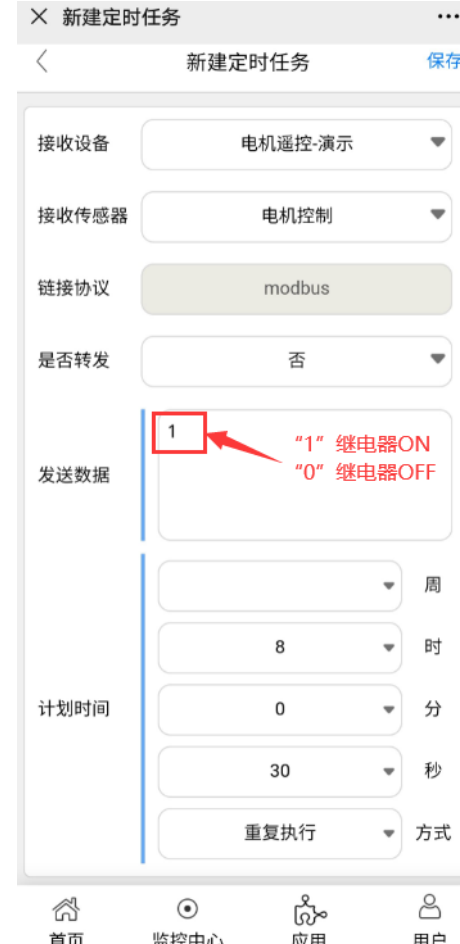 新建定时任务
新建定时任务
保存
接收设备
电机遥控-演示
接收传感器
电机控制
链接协议
modbus
是否转发
否
发送数据
1
"1" 继电器ON
"0" 继电器OFF
计划时间
周
8
时
0
分
30
秒
重复执行
方式
首页
监控中心
应用
用户